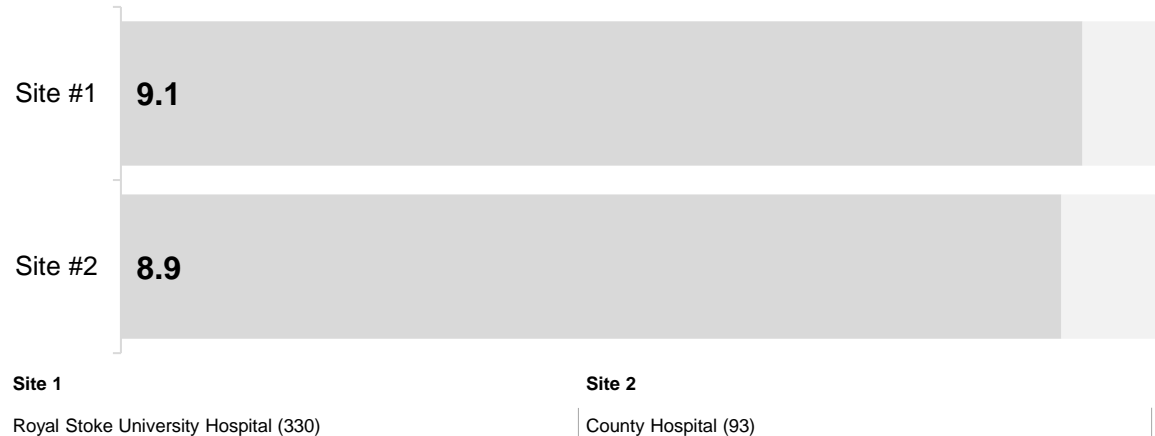 Site #1 9.1
Site #2 8.9
Site 1 Site 2
Royal Stoke University Hospital (330) County Hospital (93)